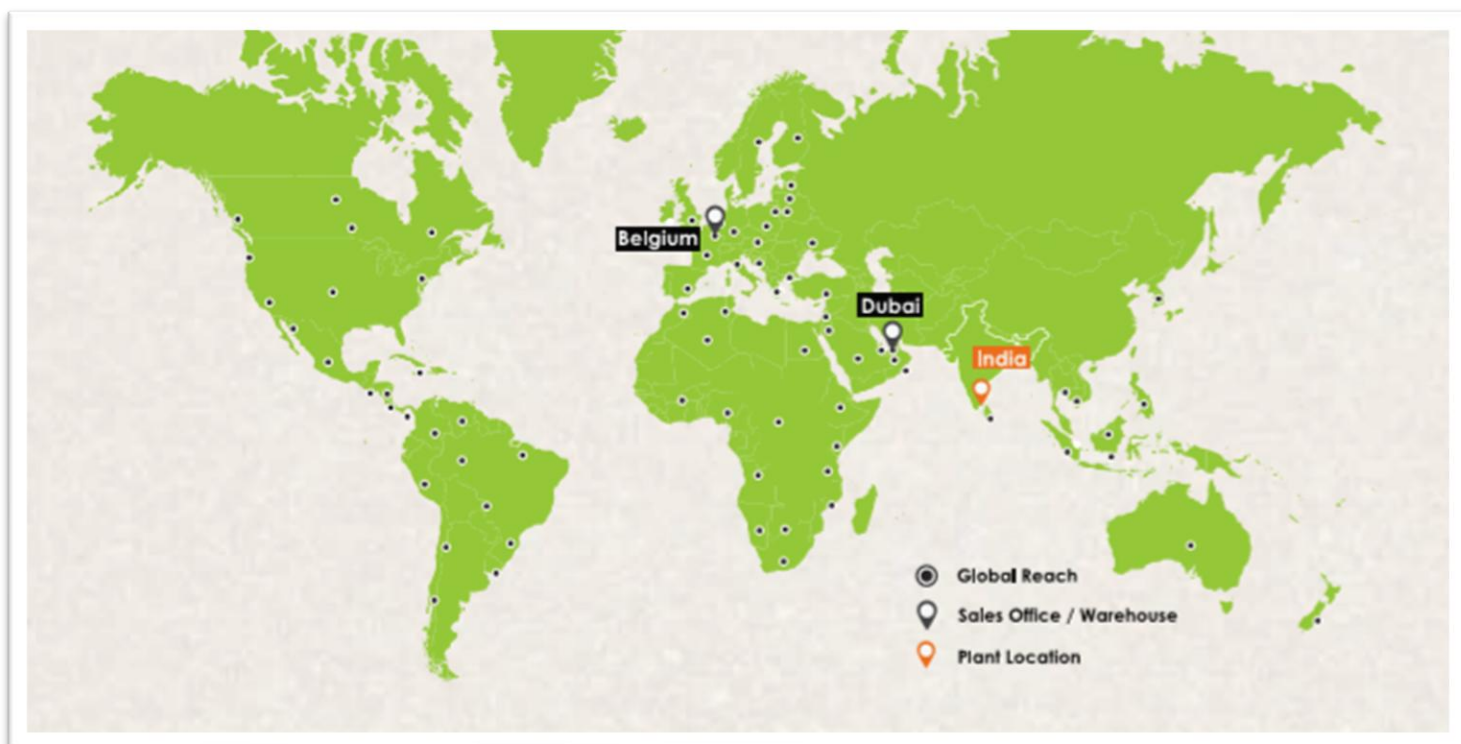 Belgium
Dubai
India
Global Reach
Sales Office / Warehouse
Plant Location